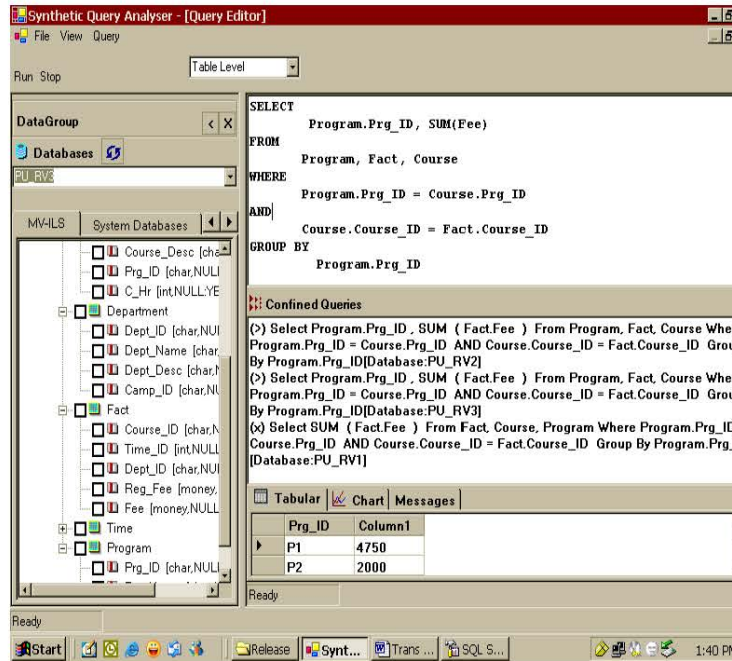 Synthetic Query Analyser - [Query Editor]
File View Query
Run Stop
Table Level
DataGroup
< X
Databases
PU_RV3
MV-ILS
System Databases
Course_Desc [cha
Prg_ID [char,NULL
C_Hr [int,NULL:YE
Department
Dept_ID [char,NUL
Dept_Name [char,
Dept_Desc [char,
Camp_ID [char,NU
Fact
Course_ID [char,N
Time_ID [int,NULL
Dept_ID [char,NUL
Reg_Fee [money,
Fee [money,NULL
Time
Program
Prg_ID [char,NULL
SELECT
Program.Prg_ID, SUM(Fee)
FROM
Program, Fact, Course
WHERE
Program.Prg_ID = Course.Prg_ID
AND
Course.Course_ID = Fact.Course_ID
GROUP BY
Program.Prg_ID
Confined Queries
(>) Select Program.Prg_ID , SUM ( Fact.Fee ) From Program, Fact, Course Whe
Program.Prg_ID = Course.Prg_ID AND Course.Course_ID = Fact.Course_ID Grou
By Program.Prg_ID[Database:PU_RV2]
(>) Select Program.Prg_ID , SUM ( Fact.Fee ) From Program, Fact, Course Whe
Program.Prg_ID = Course.Prg_ID AND Course.Course_ID = Fact.Course_ID Grou
By Program.Prg_ID[Database:PU_RV3]
(x) Select SUM ( Fact.Fee ) From Fact, Course, Program Where Program.Prg_ID
Course.Prg_ID AND Course.Course_ID = Fact.Course_ID Group By Program.Prg_
[Database:PU_RV1]
Tabular Chart Messages
Prg_ID Column1
P1 4750
P2 2000
Ready
Ready
Start Release Synt... Trans ... SQL S... 1:40 PM